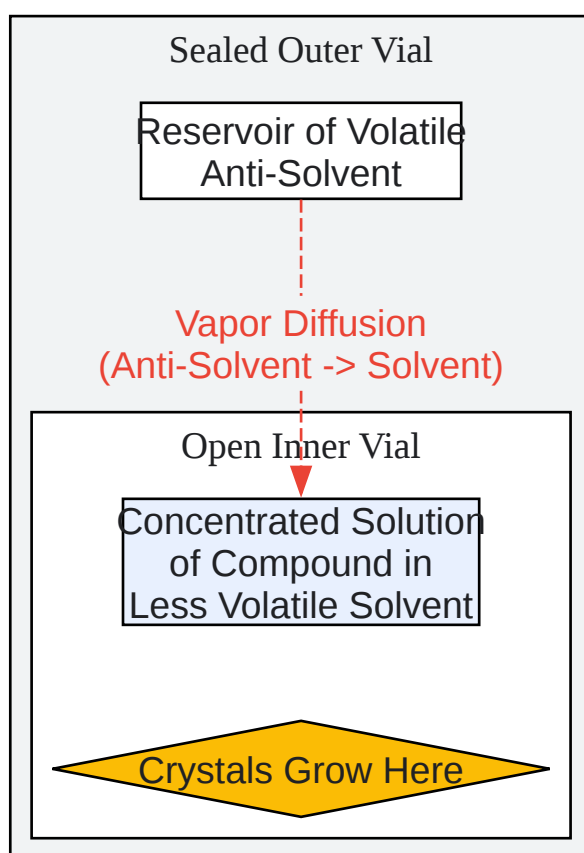 Sealed Outer Vial
Reservoir of Volatile
Anti-Solvent
Vapor Diffusion
(Anti-Solvent -> Solvent)
Open Inner Vial
Concentrated Solution
of Compound in
Less Volatile Solvent
Crystals Grow Here